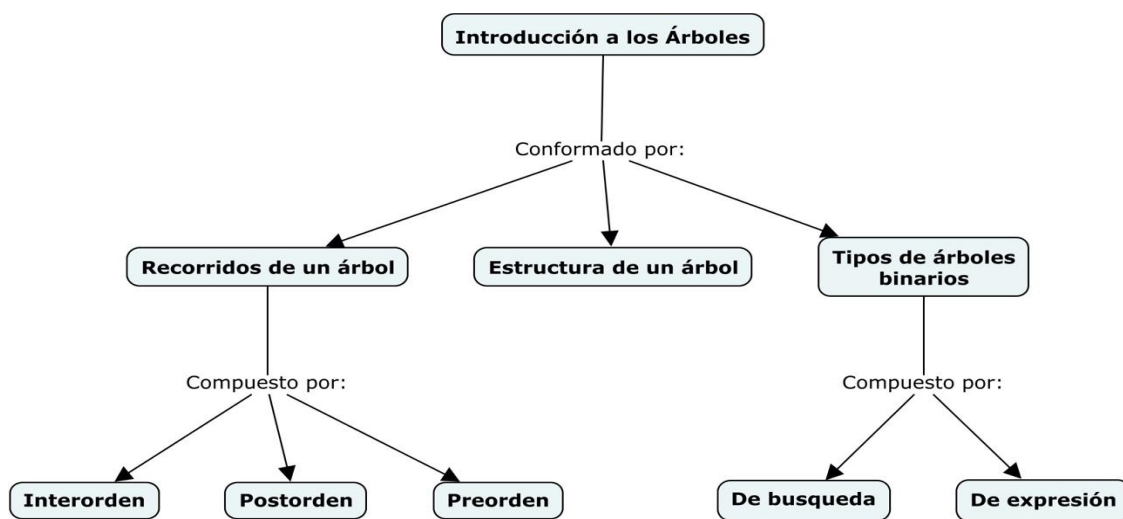 Introducción a los Árboles
Conformado por:
Recorridos de un árbol
Estructura de un árbol
Tipos de árboles
binarios
Compuesto por:
Compuesto por:
Interorden
Postorden
Preorden
De busqueda
De expresión